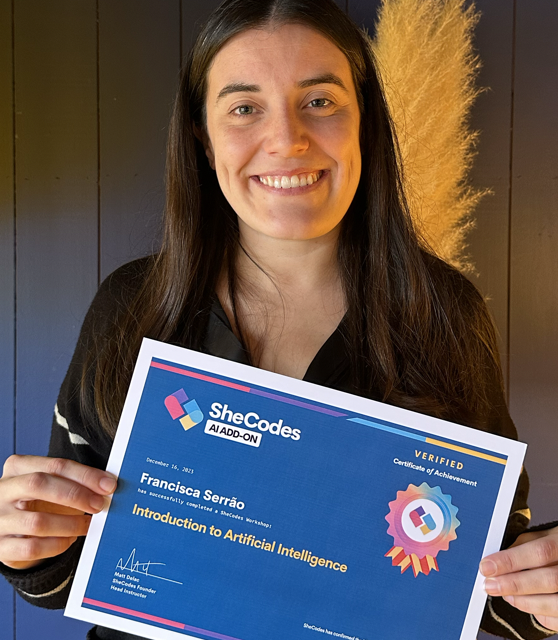 SheCodes
AI ADD-ON
VERIFIED
Certificate of Achievement
December 16, 2023
Francisca Serrão
has successfully completed a SheCodes Workshop:
Introduction to Artificial Intelligence
Matt Delac
SheCodes Founder
Head Instructor
SheCodes has confirmed the